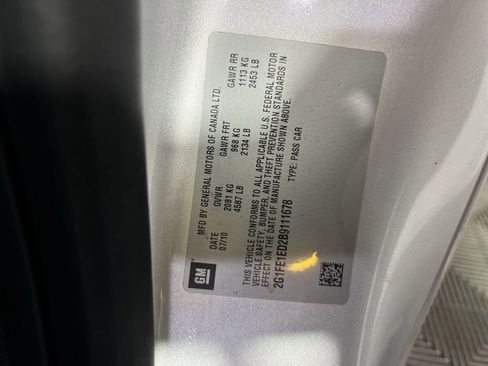 GM
MFD BY GENERAL MOTORS OF CANADA LTD.
DATE GVWR GAWR FRT GAWR RR
07/10 2081 KG 968 KG 1113 KG
4587 LB 2134 LB 2453 LB
THIS VEHICLE CONFORMS TO ALL APPLICABLE U.S. FEDERAL MOTOR
VEHICLE SAFETY, BUMPER, AND THEFT PREVENTION STANDARDS IN
EFFECT ON THE DATE OF MANUFACTURE SHOWN ABOVE.
2G1FE1ED2B9111678 TYPE: PASS CAR